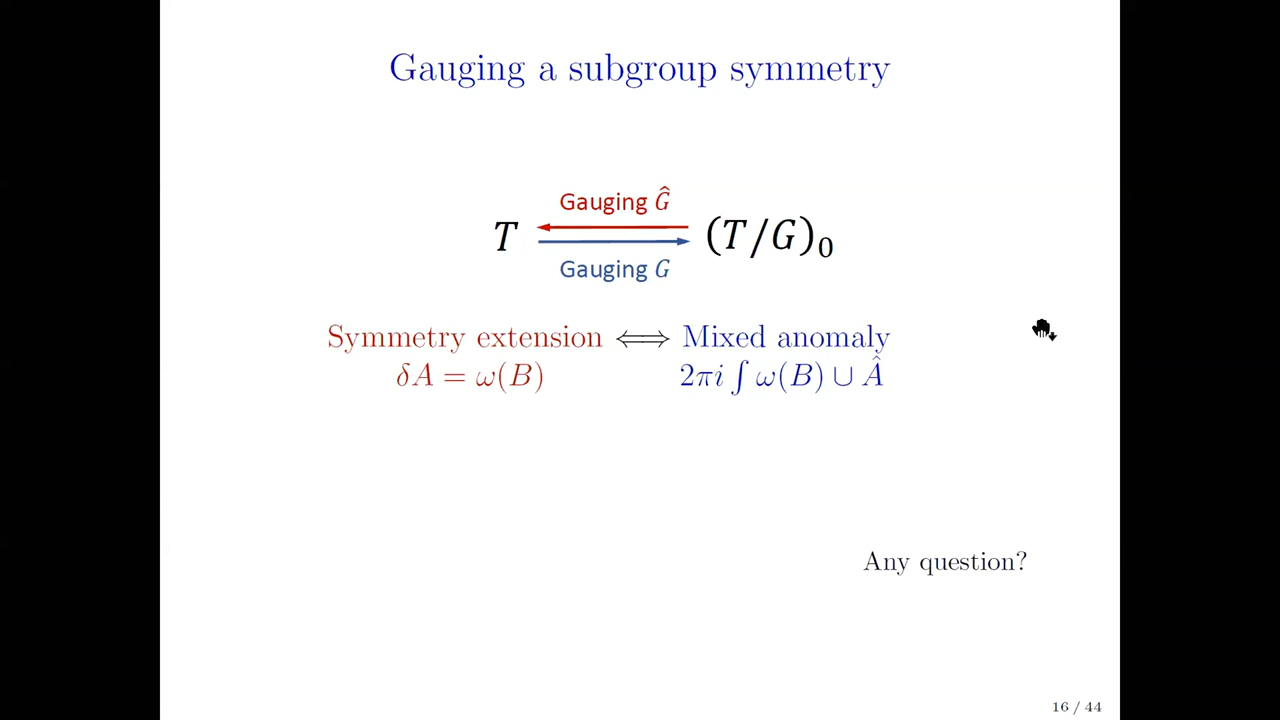 Gauging a subgroup symmetry
Gauging Ĝ
T (T/G)₀
Gauging G
Symmetry extension ⟺ Mixed anomaly
δA = ω(B) 2πi ∫ ω(B) ∪ Â
Any question?
16 / 44